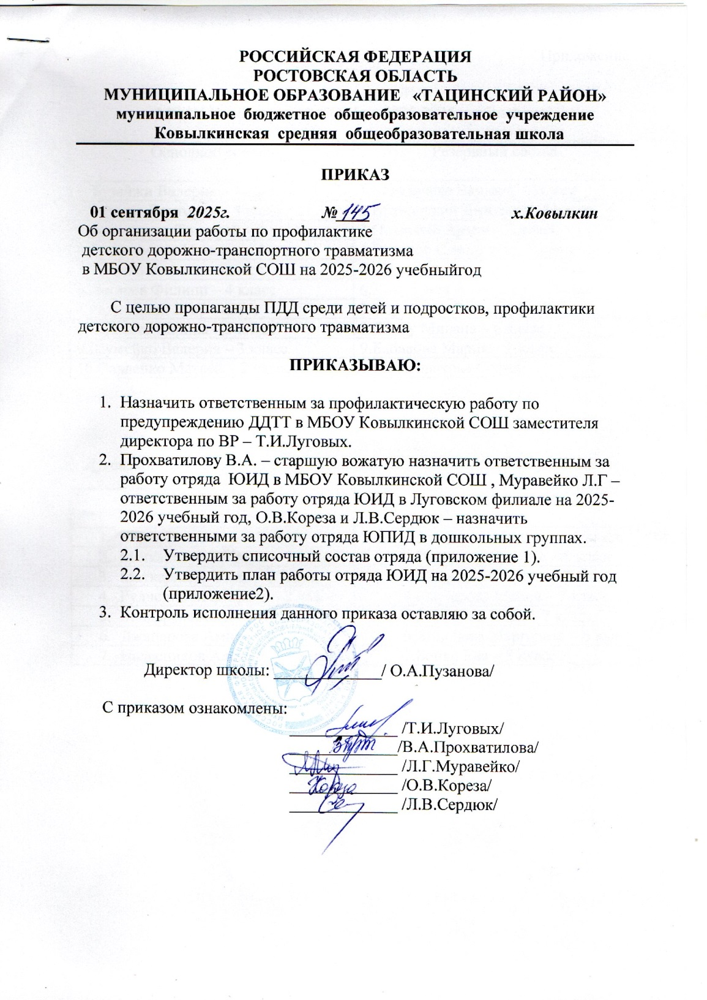 РОССИЙСКАЯ ФЕДЕРАЦИЯ
РОСТОВСКАЯ ОБЛАСТЬ
МУНИЦИПАЛЬНОЕ ОБРАЗОВАНИЕ «ТАЦИНСКИЙ РАЙОН»
муниципальное бюджетное общеобразовательное учреждение
Ковылкинская средняя общеобразовательная школа
ПРИКАЗ
01 сентября 2025г. № 145 х.Ковылкин
Об организации работы по профилактике
детского дорожно-транспортного травматизма
в МБОУ Ковылкинской СОШ на 2025-2026 учебныйгод
С целью пропаганды ПДД среди детей и подростков, профилактики
детского дорожно-транспортного травматизма
ПРИКАЗЫВАЮ:
1. Назначить ответственным за профилактическую работу по
предупреждению ДДТТ в МБОУ Ковылкинской СОШ заместителя
директора по ВР – Т.И.Луговых.
2. Прохватилову В.А. – старшую вожатую назначить ответственным за
работу отряда ЮИД в МБОУ Ковылкинской СОШ , Муравейко Л.Г –
ответственным за работу отряда ЮИД в Луговском филиале на 2025-
2026 учебный год, О.В.Кореза и Л.В.Сердюк – назначить
ответственными за работу отряда ЮПИД в дошкольных группах.
2.1. Утвердить списочный состав отряда (приложение 1).
2.2. Утвердить план работы отряда ЮИД на 2025-2026 учебный год
(приложение2).
3. Контроль исполнения данного приказа оставляю за собой.
Директор школы: _____________/ О.А.Пузанова/
С приказом ознакомлены:
_____________ /Т.И.Луговых/
_____________/В.А.Прохватилова/
_____________ /Л.Г.Муравейко/
_____________ /О.В.Кореза/
_____________ /Л.В.Сердюк/